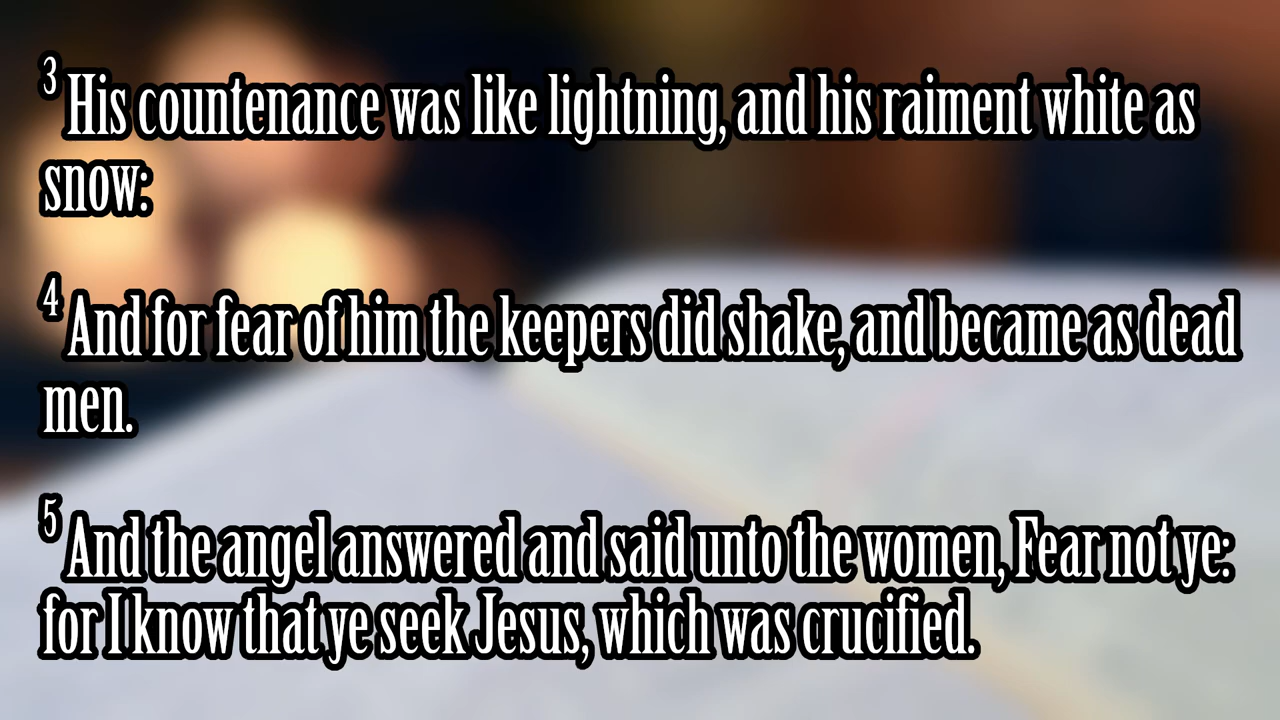 3 His countenance was like lightning, and his raiment white as
snow:
4 And for fear of him the keepers did shake, and became as dead
men.
5 And the angel answered and said unto the women, Fear not ye:
for I know that ye seek Jesus, which was crucified.